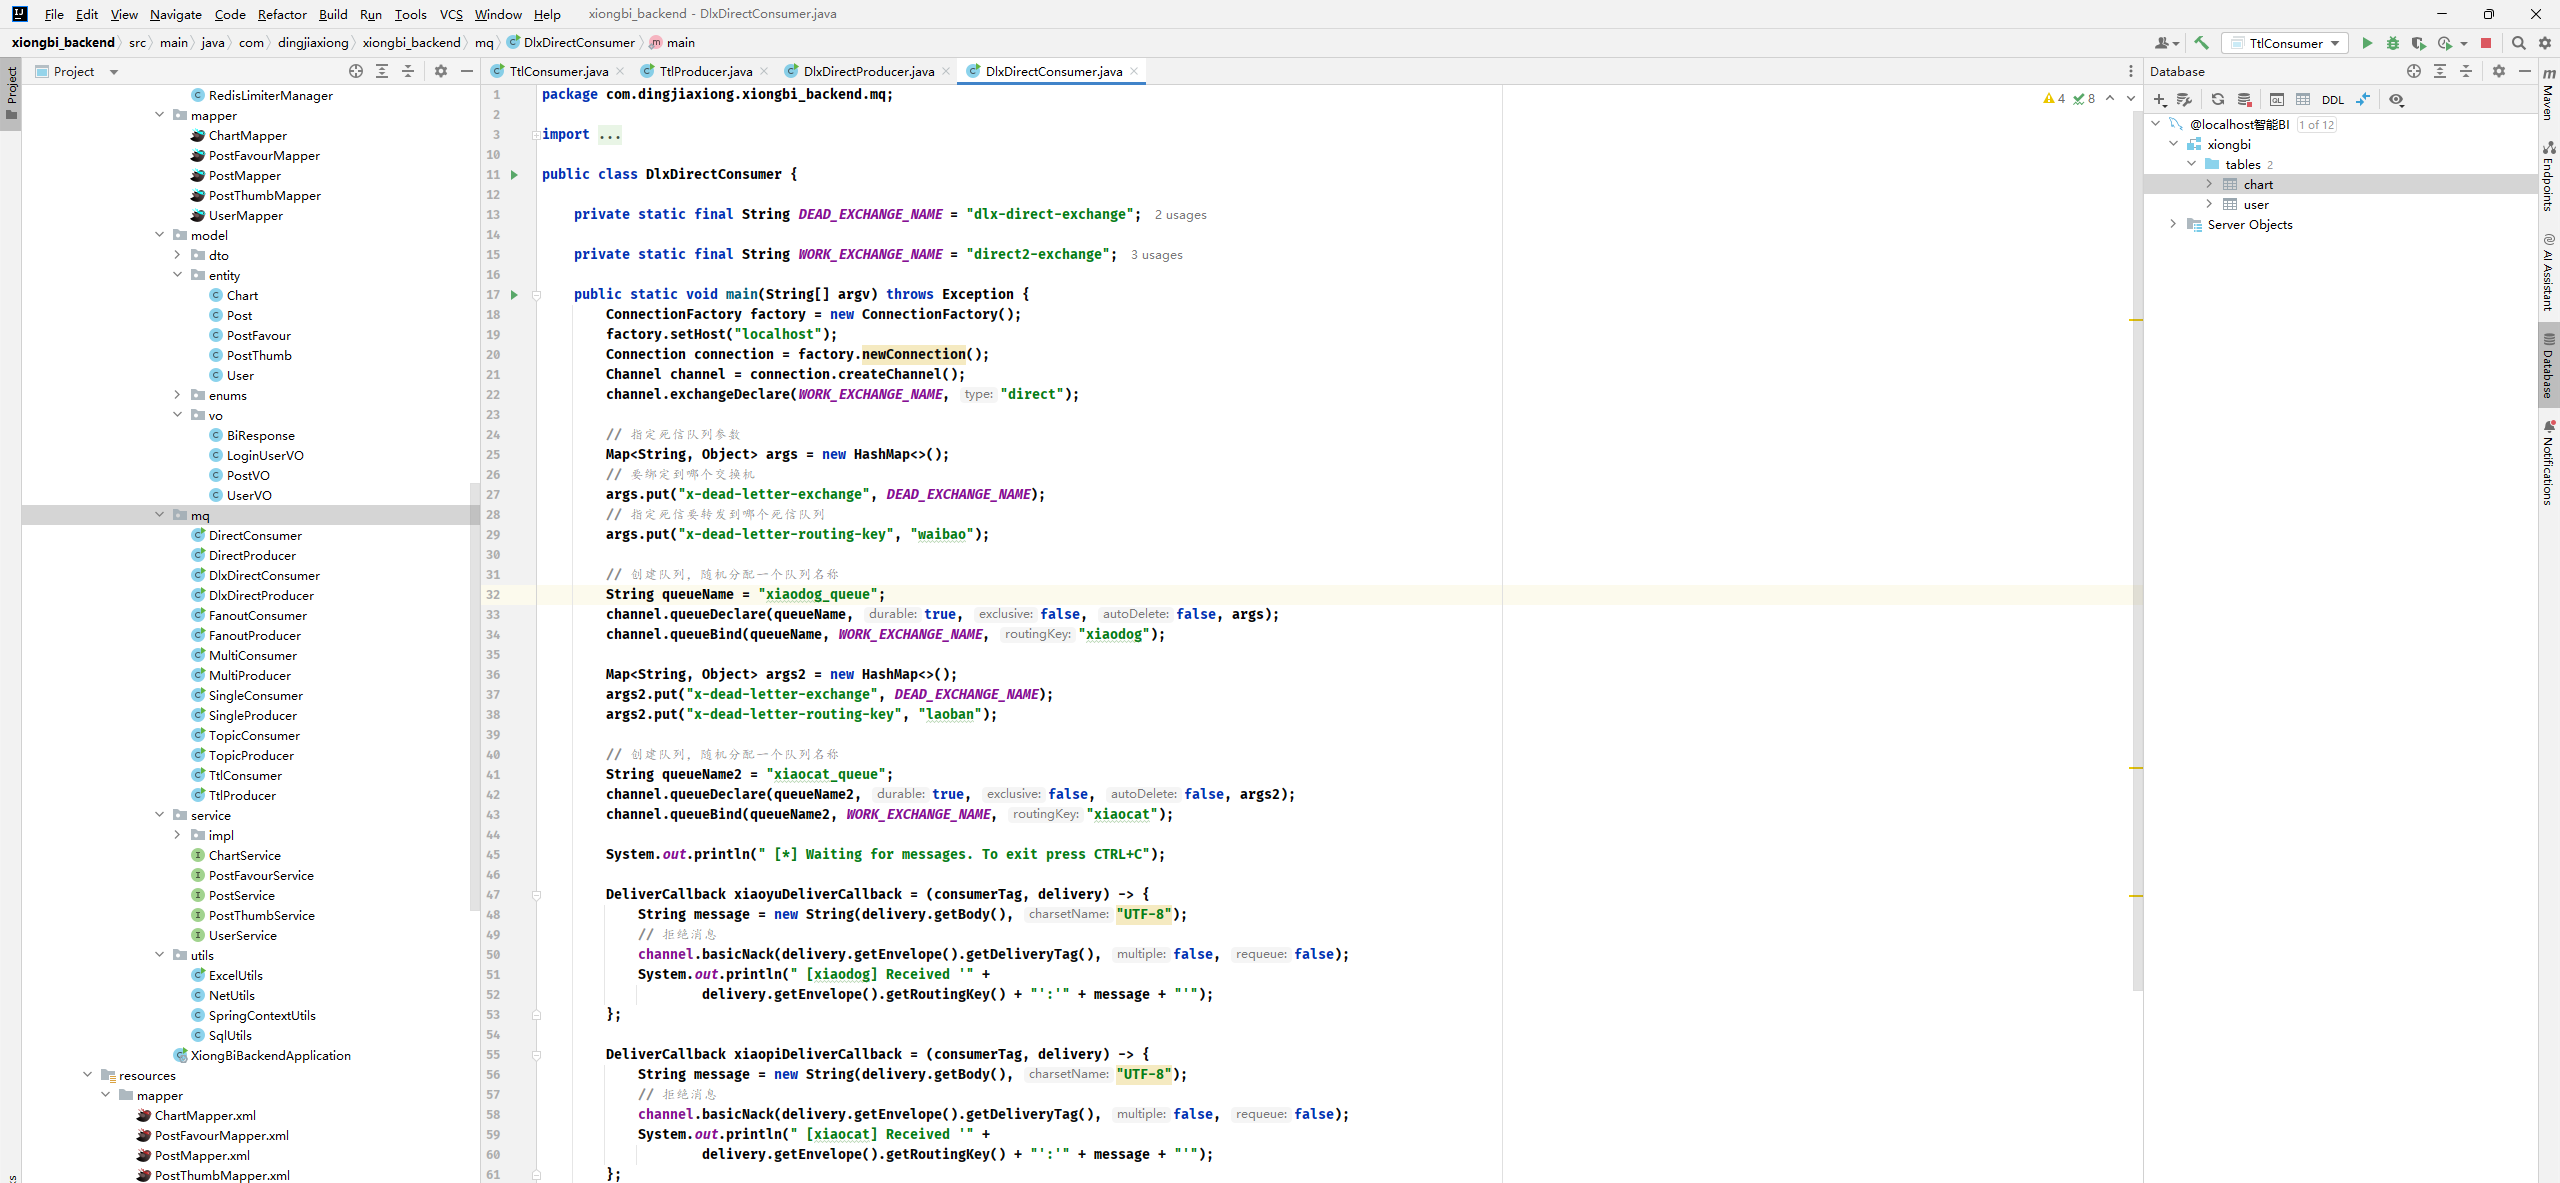 File Edit View Navigate Code Refactor Build Run Tools VCS Window Help xiongbi_backend - DlxDirectConsumer.java
xiongbi_backend src main java com dingjiaxiong xiongbi_backend mq DlxDirectConsumer main TtlConsumer
Project
Project
RedisLimiterManager
mapper
ChartMapper
PostFavourMapper
PostMapper
PostThumbMapper
UserMapper
model
dto
entity
Chart
Post
PostFavour
PostThumb
User
enums
vo
BiResponse
LoginUserVO
PostVO
UserVO
mq
DirectConsumer
DirectProducer
DlxDirectConsumer
DlxDirectProducer
FanoutConsumer
FanoutProducer
MultiConsumer
MultiProducer
SingleConsumer
SingleProducer
TopicConsumer
TopicProducer
TtlConsumer
TtlProducer
service
impl
ChartService
PostFavourService
PostService
PostThumbService
UserService
utils
ExcelUtils
NetUtils
SpringContextUtils
SqlUtils
XiongBiBackendApplication
resources
mapper
ChartMapper.xml
PostFavourMapper.xml
PostMapper.xml
PostThumbMapper.xml
TtlConsumer.java TtlProducer.java DlxDirectProducer.java DlxDirectConsumer.java
4 8
1 package com.dingjiaxiong.xiongbi_backend.mq;
2
3 import ...
10
11 public class DlxDirectConsumer {
12
13 private static final String DEAD_EXCHANGE_NAME = "dlx-direct-exchange"; 2 usages
14
15 private static final String WORK_EXCHANGE_NAME = "direct2-exchange"; 3 usages
16
17 public static void main(String[] argv) throws Exception {
18 ConnectionFactory factory = new ConnectionFactory();
19 factory.setHost("localhost");
20 Connection connection = factory.newConnection();
21 Channel channel = connection.createChannel();
22 channel.exchangeDeclare(WORK_EXCHANGE_NAME, type: "direct");
23
24 // 指定死信队列参数
25 Map<String, Object> args = new HashMap<>();
26 // 要绑定到哪个交换机
27 args.put("x-dead-letter-exchange", DEAD_EXCHANGE_NAME);
28 // 指定死信要转发到哪个死信队列
29 args.put("x-dead-letter-routing-key", "waibao");
30
31 // 创建队列，随机分配一个队列名称
32 String queueName = "xiaodog_queue";
33 channel.queueDeclare(queueName, durable: true, exclusive: false, autoDelete: false, args);
34 channel.queueBind(queueName, WORK_EXCHANGE_NAME, routingKey: "xiaodog");
35
36 Map<String, Object> args2 = new HashMap<>();
37 args2.put("x-dead-letter-exchange", DEAD_EXCHANGE_NAME);
38 args2.put("x-dead-letter-routing-key", "laoban");
39
40 // 创建队列，随机分配一个队列名称
41 String queueName2 = "xiaocat_queue";
42 channel.queueDeclare(queueName2, durable: true, exclusive: false, autoDelete: false, args2);
43 channel.queueBind(queueName2, WORK_EXCHANGE_NAME, routingKey: "xiaocat");
44
45 System.out.println(" [*] Waiting for messages. To exit press CTRL+C");
46
47 DeliverCallback xiaoyuDeliverCallback = (consumerTag, delivery) -> {
48 String message = new String(delivery.getBody(), charsetName: "UTF-8");
49 // 拒绝消息
50 channel.basicNack(delivery.getEnvelope().getDeliveryTag(), multiple: false, requeue: false);
51 System.out.println(" [xiaodog] Received '" +
52 delivery.getEnvelope().getRoutingKey() + "':'" + message + "'");
53 };
54
55 DeliverCallback xiaopiDeliverCallback = (consumerTag, delivery) -> {
56 String message = new String(delivery.getBody(), charsetName: "UTF-8");
57 // 拒绝消息
58 channel.basicNack(delivery.getEnvelope().getDeliveryTag(), multiple: false, requeue: false);
59 System.out.println(" [xiaocat] Received '" +
60 delivery.getEnvelope().getRoutingKey() + "':'" + message + "'");
61 };
Database
QL DDL
@localhost智能BI 1 of 12
xiongbi
tables 2
chart
user
Server Objects
Maven
Endpoints
AI Assistant
Database
Notifications